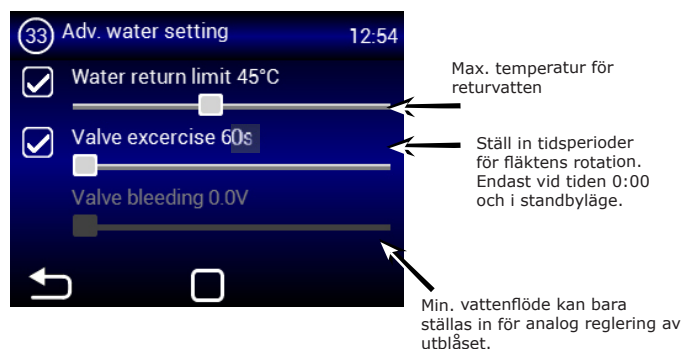 33 Adv. water setting 12:54
Water return limit 45°C
Valve excercise 60s
Valve bleeding 0.0V
Max. temperatur för
returvatten
Ställ in tidsperioder
för fläktens rotation.
Endast vid tiden 0:00
och i standbyläge.
Min. vattenflöde kan bara
ställas in för analog reglering av
utblåset.